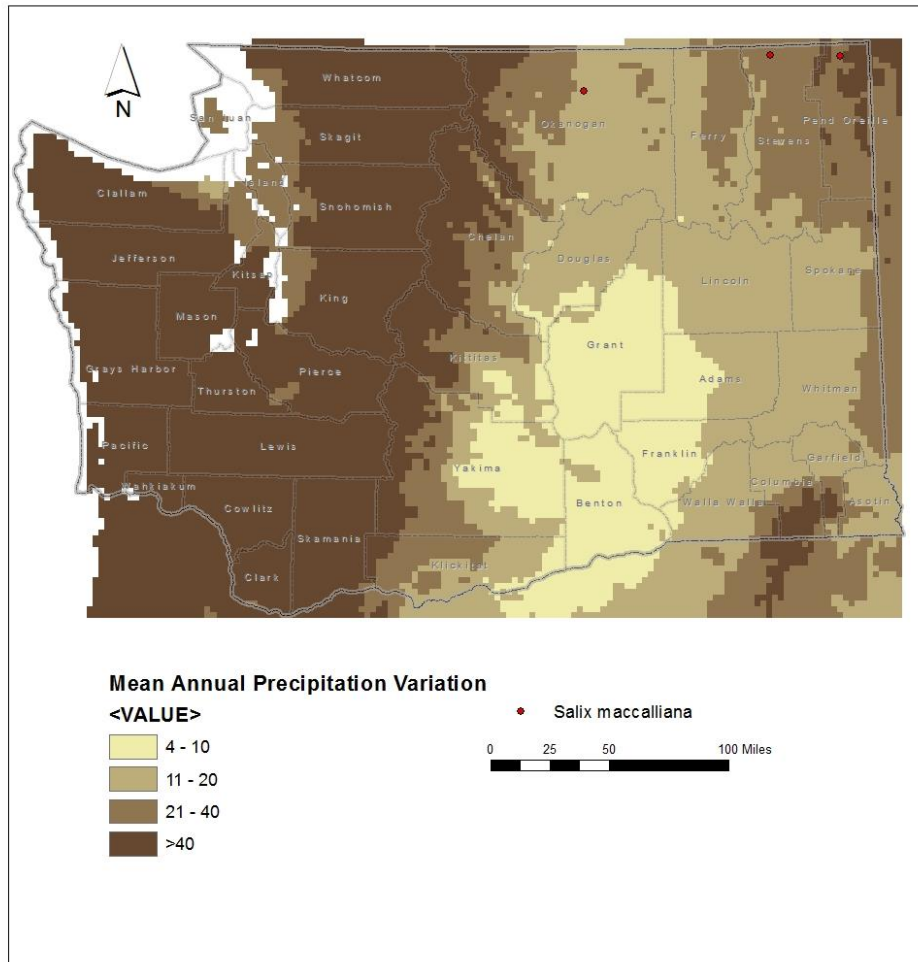 N
Whatcom
San Juan
Skagit
Okanogan
Ferry
Stevens
Pend Oreille
Clallam
Island
Snohomish
Chelan
Jefferson
Kitsap
Douglas
Lincoln
Spokane
King
Mason
Grant
Kittitas
Grays Harbor
Pierce
Adams
Whitman
Thurston
Pacific
Lewis
Yakima
Franklin
Garfield
Wahkiakum
Columbia
Cowlitz
Benton
Walla Walla
Asotin
Skamania
Klickitat
Clark
Mean Annual Precipitation Variation
<VALUE>
4 - 10
11 - 20
21 - 40
>40
Salix maccalliana
0 25 50 100 Miles